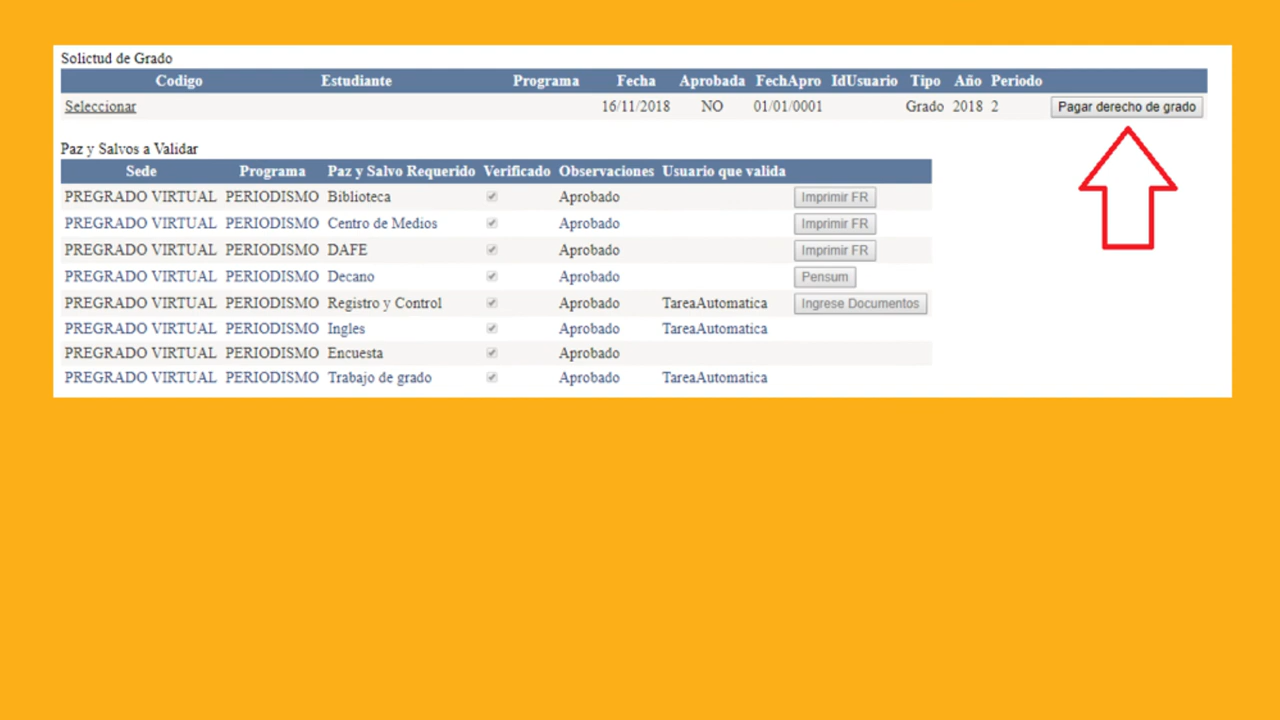 Solictud de Grado
Codigo Estudiante Programa Fecha Aprobada FechApro IdUsuario Tipo Año Periodo
Seleccionar 16/11/2018 NO 01/01/0001 Grado 2018 2 Pagar derecho de grado
Paz y Salvos a Validar
Sede Programa Paz y Salvo Requerido Verificado Observaciones Usuario que valida
PREGRADO VIRTUAL PERIODISMO Biblioteca Aprobado Imprimir FR
PREGRADO VIRTUAL PERIODISMO Centro de Medios Aprobado Imprimir FR
PREGRADO VIRTUAL PERIODISMO DAFE Aprobado Imprimir FR
PREGRADO VIRTUAL PERIODISMO Decano Aprobado Pensum
PREGRADO VIRTUAL PERIODISMO Registro y Control Aprobado TareaAutomatica Ingrese Documentos
PREGRADO VIRTUAL PERIODISMO Ingles Aprobado TareaAutomatica
PREGRADO VIRTUAL PERIODISMO Encuesta Aprobado
PREGRADO VIRTUAL PERIODISMO Trabajo de grado Aprobado TareaAutomatica